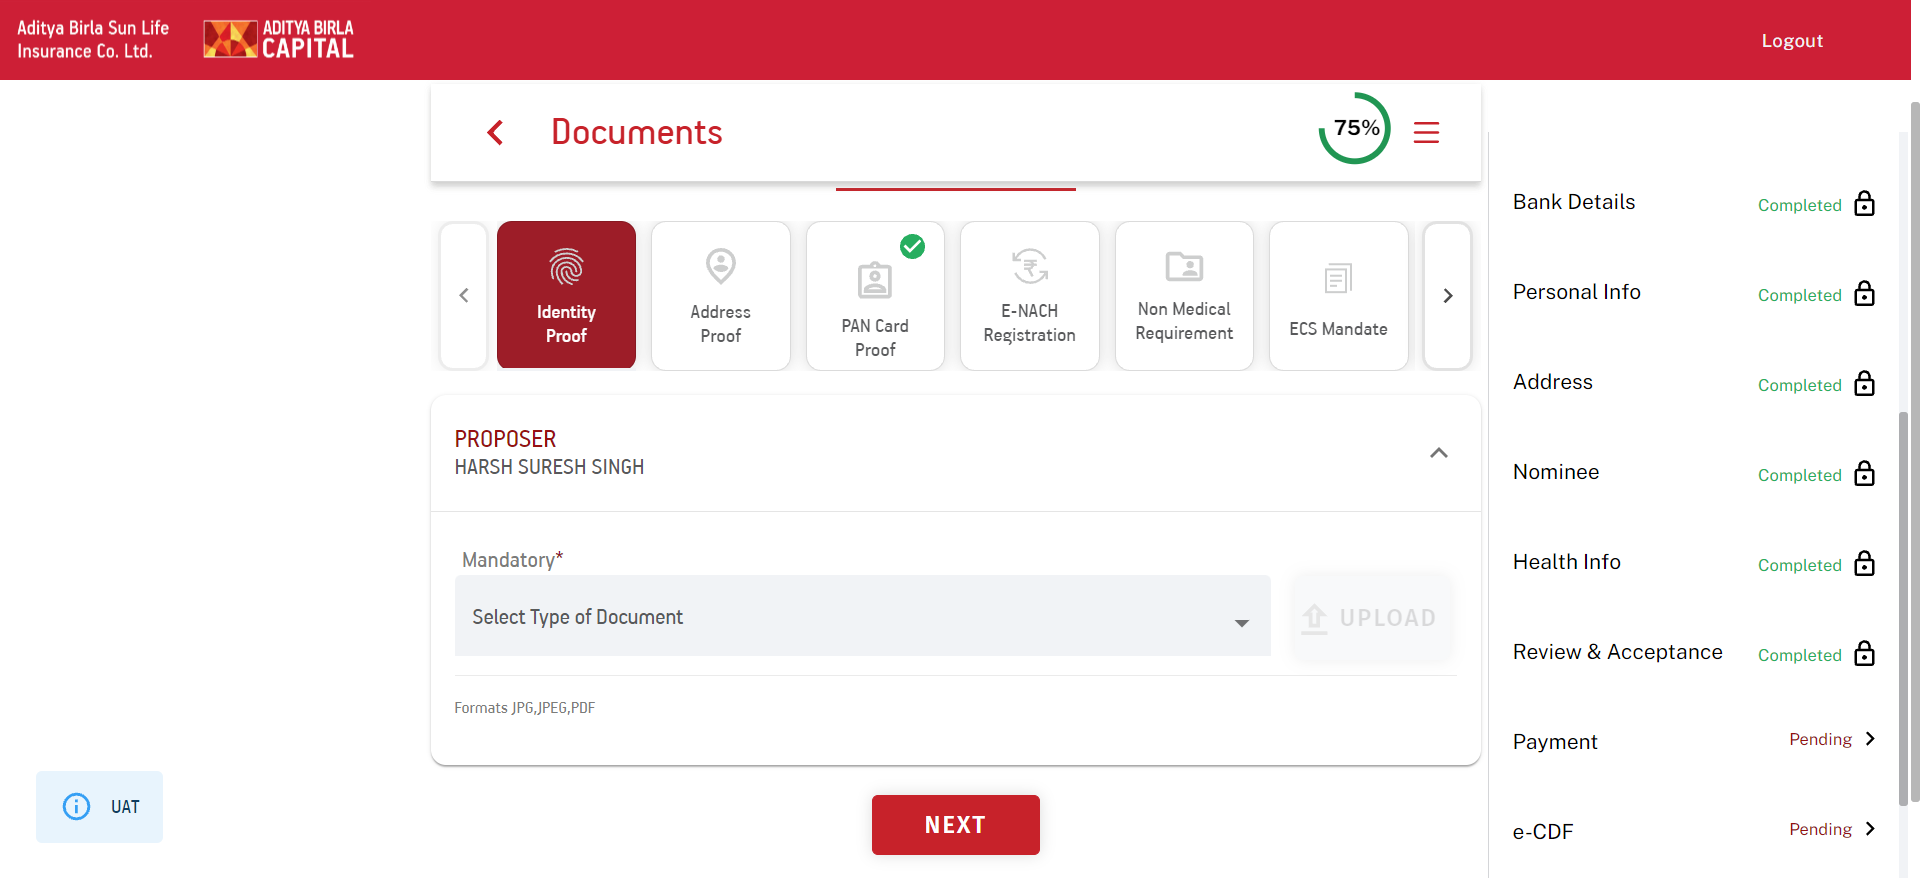 Aditya Birla Sun Life
Insurance Co. Ltd.
ADITYA BIRLA
CAPITAL
Logout
Documents
75%
Identity
Proof
Address
Proof
PAN Card
Proof
E-NACH
Registration
Non Medical
Requirement
ECS Mandate
PROPOSER
HARSH SURESH SINGH
Mandatory*
Select Type of Document
UPLOAD
Formats JPG,JPEG,PDF
NEXT
UAT
Bank Details Completed
Personal Info Completed
Address Completed
Nominee Completed
Health Info Completed
Review & Acceptance Completed
Payment Pending
e-CDF Pending